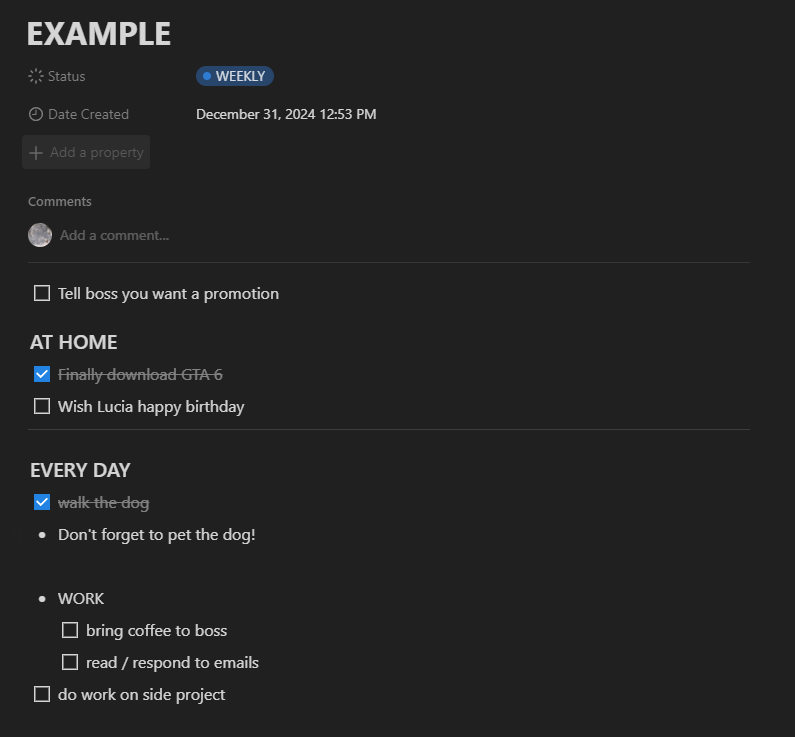 EXAMPLE
Status WEEKLY
Date Created December 31, 2024 12:53 PM
Add a property
Comments
Add a comment...
Tell boss you want a promotion
AT HOME
Finally download GTA 6
Wish Lucia happy birthday
EVERY DAY
walk the dog
Don't forget to pet the dog!
WORK
bring coffee to boss
read / respond to emails
do work on side project